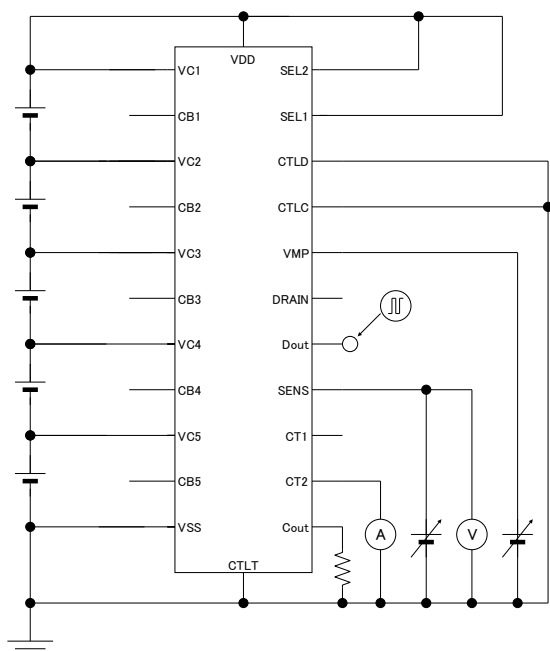 VDD
VC1 SEL2
CB1 SEL1
VC2 CTLD
CB2 CTLC
VC3 VMP
CB3 DRAIN
VC4 Dout
CB4 SENS
VC5 CT1
CB5 CT2
VSS Cout
A V
CTLT